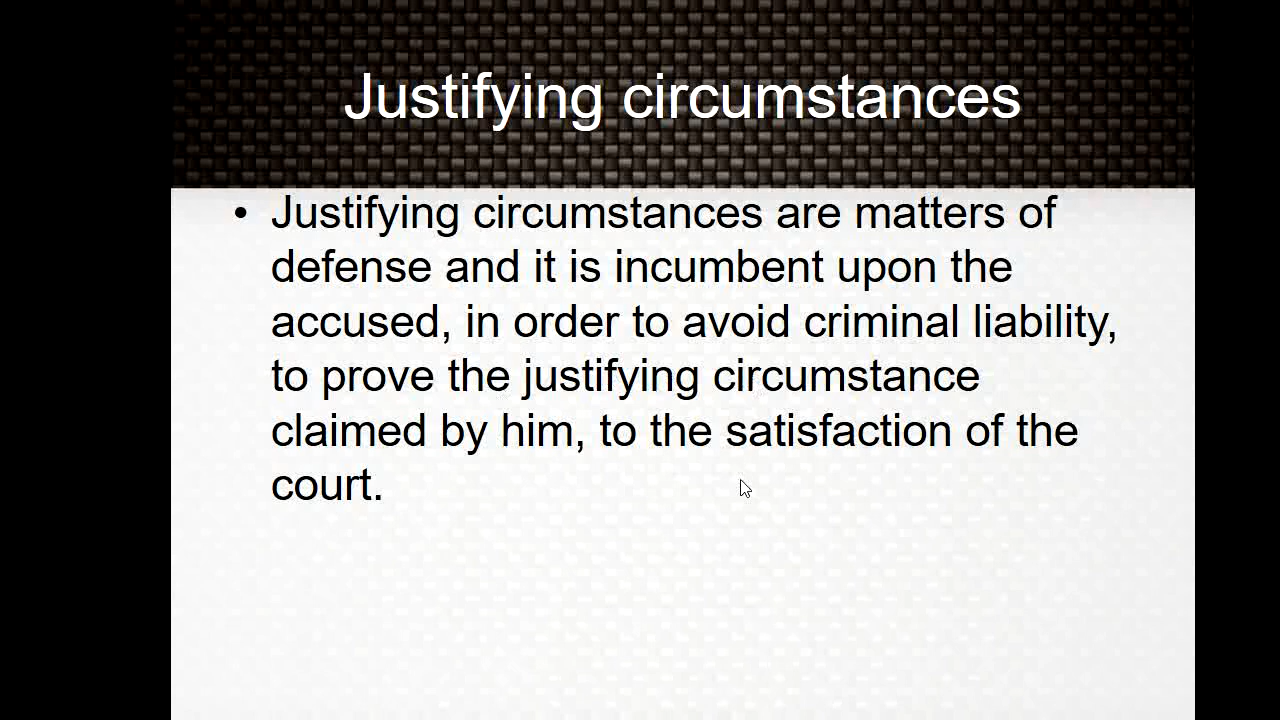 Justifying circumstances
• Justifying circumstances are matters of
defense and it is incumbent upon the
accused, in order to avoid criminal liability,
to prove the justifying circumstance
claimed by him, to the satisfaction of the
court.